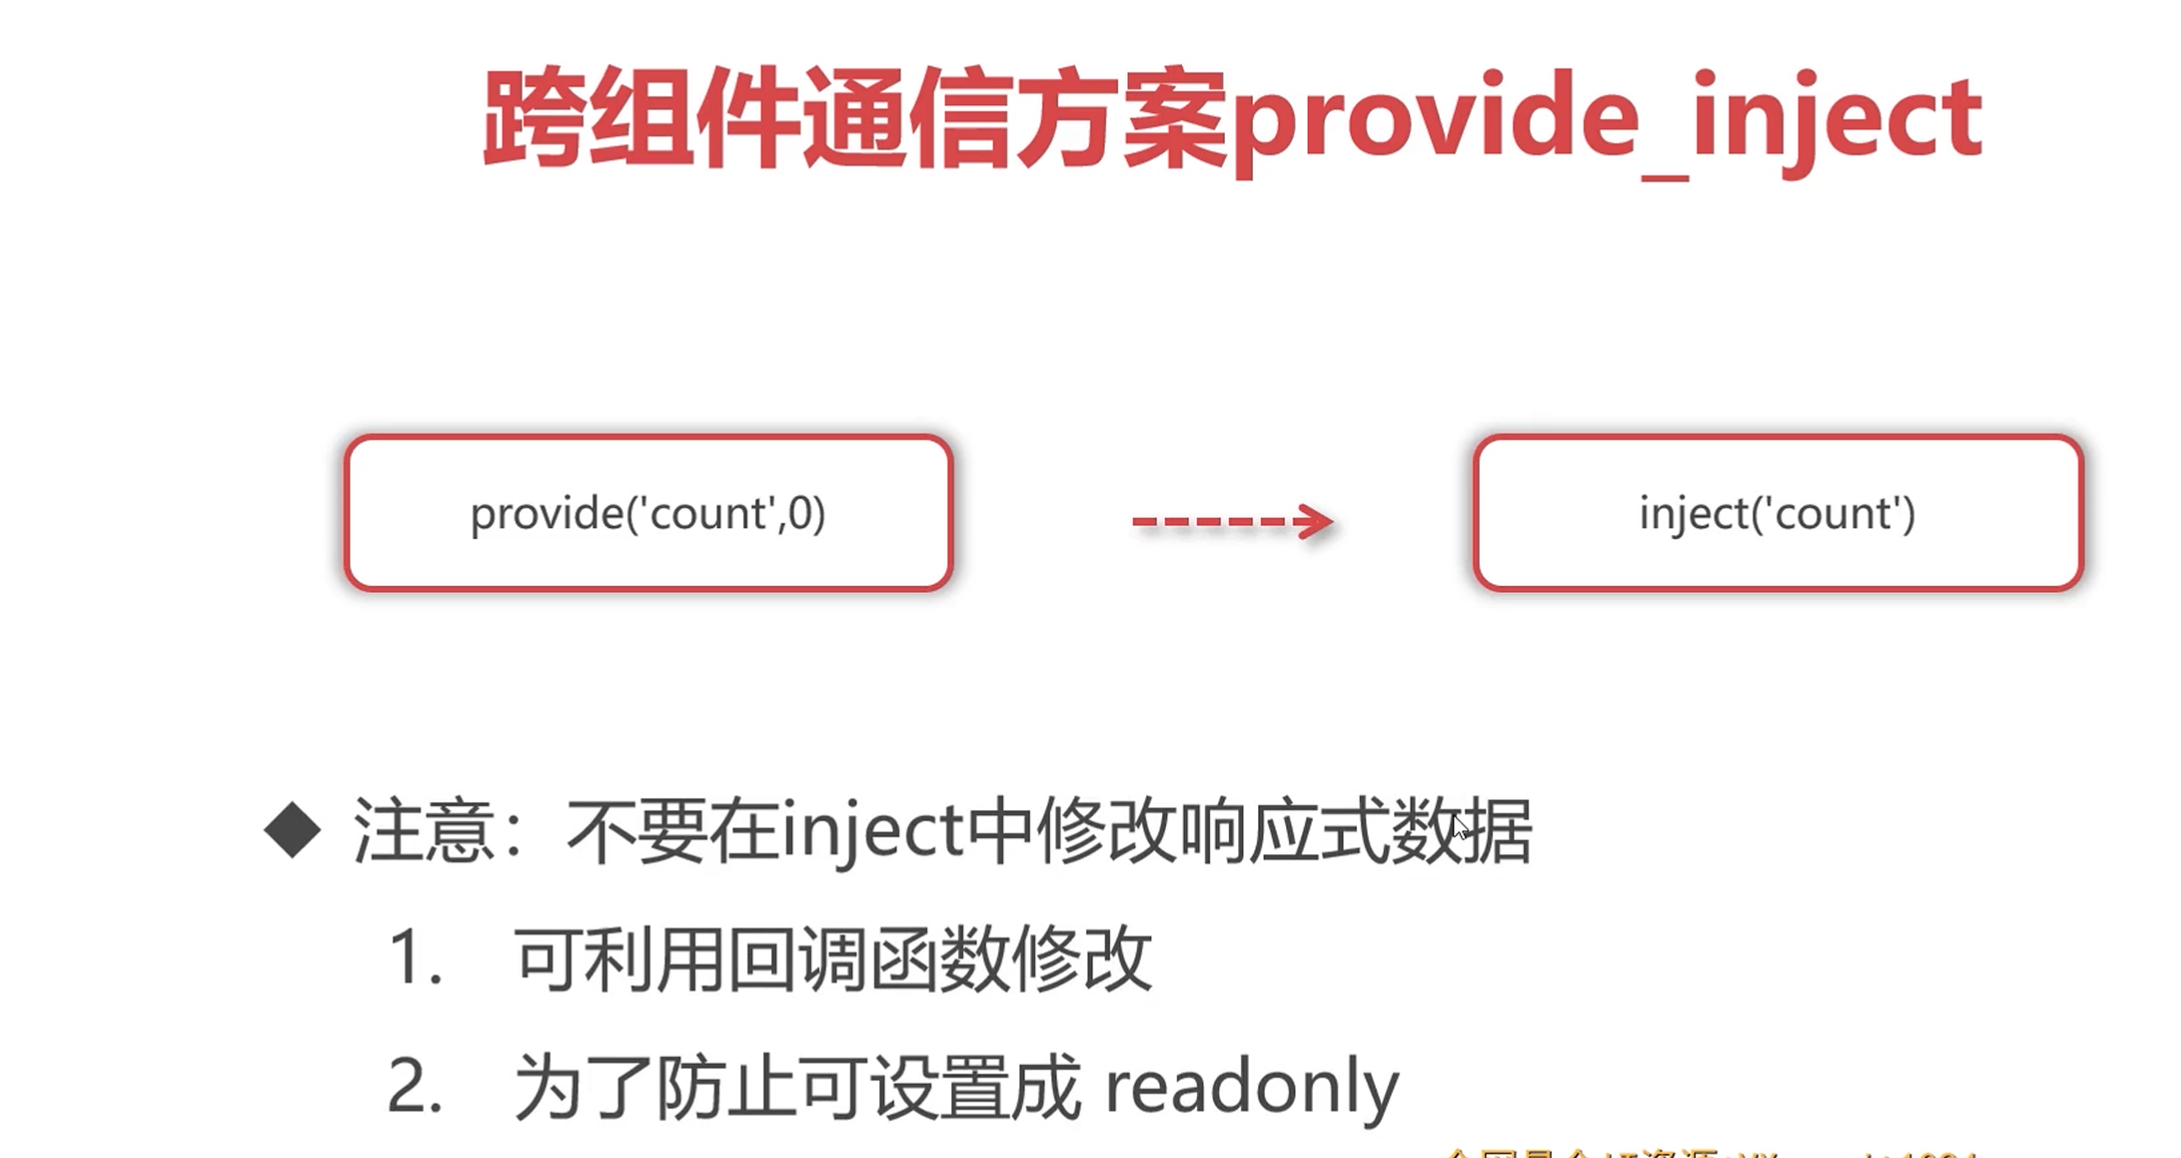 跨组件通信方案provide_inject
provide('count',0)
inject('count')
◆ 注意：不要在inject中修改响应式数据
1. 可利用回调函数修改
2. 为了防止可设置成 readonly